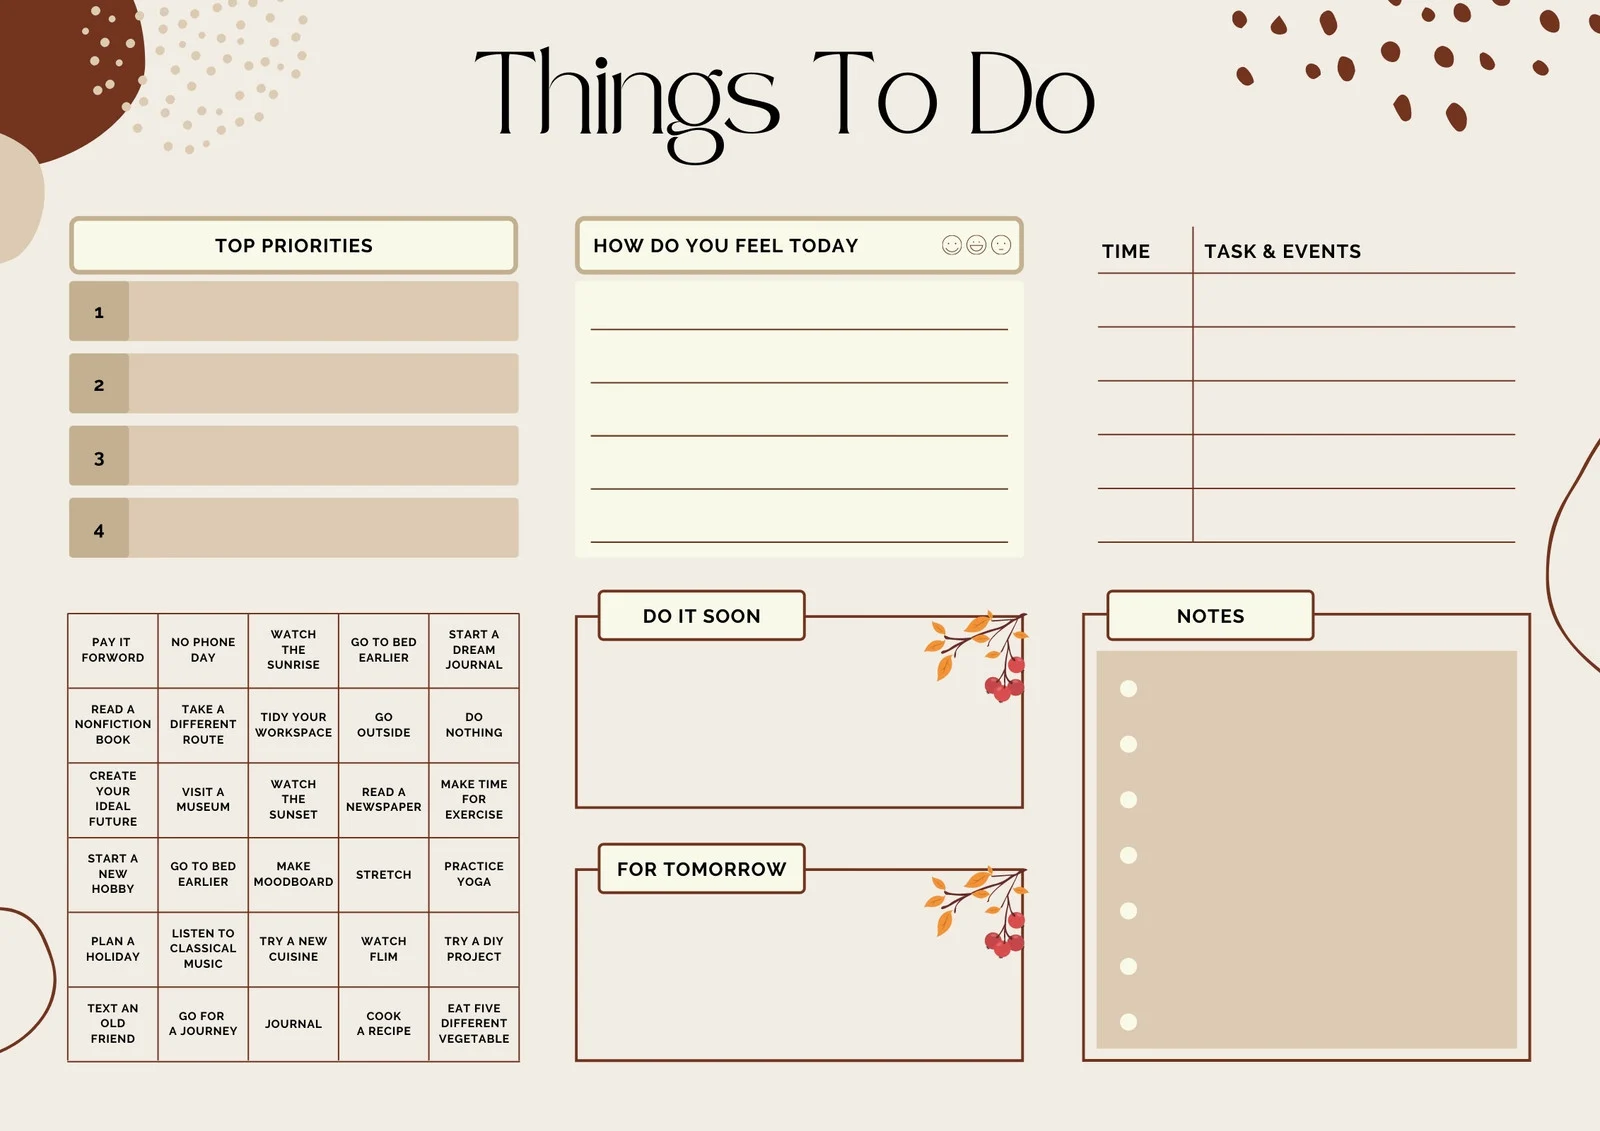 Things To Do
TOP PRIORITIES
1
2
3
4
HOW DO YOU FEEL TODAY
TIME
TASK & EVENTS
PAY IT
FORWORD
NO PHONE
DAY
WATCH
THE
SUNRISE
GO TO BED
EARLIER
START A
DREAM
JOURNAL
READ A
NONFICTION
BOOK
TAKE A
DIFFERENT
ROUTE
TIDY YOUR
WORKSPACE
GO
OUTSIDE
DO
NOTHING
CREATE
YOUR
IDEAL
FUTURE
VISIT A
MUSEUM
WATCH
THE
SUNSET
READ A
NEWSPAPER
MAKE TIME
FOR
EXERCISE
START A
NEW
HOBBY
GO TO BED
EARLIER
MAKE
MOODBOARD
STRETCH
PRACTICE
YOGA
PLAN A
HOLIDAY
LISTEN TO
CLASSICAL
MUSIC
TRY A NEW
CUISINE
WATCH
FLIM
TRY A DIY
PROJECT
TEXT AN
OLD
FRIEND
GO FOR
A JOURNEY
JOURNAL
COOK
A RECIPE
EAT FIVE
DIFFERENT
VEGETABLE
DO IT SOON
FOR TOMORROW
NOTES